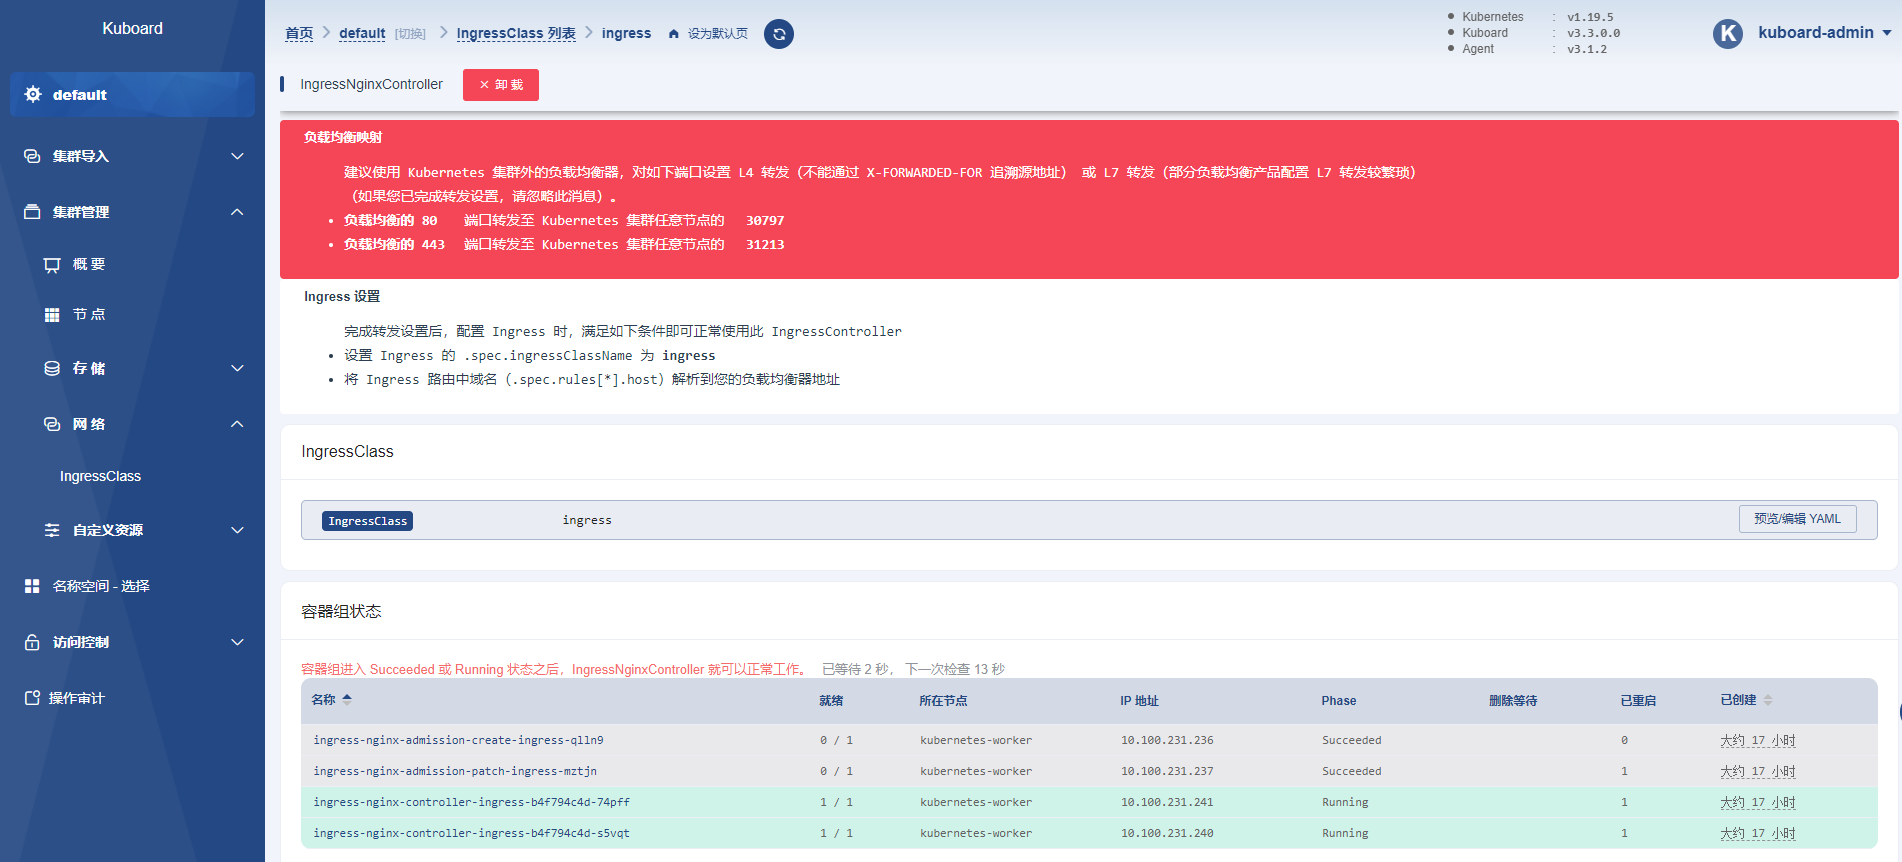 Kuboard
default
集群导入
集群管理
概 要
节 点
存 储
网 络
IngressClass
自定义资源
名称空间 - 选择
访问控制
操作审计
首页 default [切换] IngressClass 列表 ingress 设为默认页
Kubernetes : v1.19.5
Kuboard : v3.3.0.0
Agent : v3.1.2
K kuboard-admin
IngressNginxController × 卸 载
负载均衡映射
建议使用 Kubernetes 集群外的负载均衡器，对如下端口设置 L4 转发（不能通过 X-FORWARDED-FOR 追溯源地址） 或 L7 转发（部分负载均衡产品配置 L7 转发较繁琐）
（如果您已完成转发设置，请忽略此消息）。
• 负载均衡的 80 端口转发至 Kubernetes 集群任意节点的 30797
• 负载均衡的 443 端口转发至 Kubernetes 集群任意节点的 31213
Ingress 设置
完成转发设置后，配置 Ingress 时，满足如下条件即可正常使用此 IngressController
• 设置 Ingress 的 .spec.ingressClassName 为 ingress
• 将 Ingress 路由中域名（.spec.rules[*].host）解析到您的负载均衡器地址
IngressClass
IngressClass ingress 预览/编辑 YAML
容器组状态
容器组进入 Succeeded 或 Running 状态之后，IngressNginxController 就可以正常工作。 已等待 2 秒， 下一次检查 13 秒
名称 就绪 所在节点 IP 地址 Phase 删除等待 已重启 已创建
ingress-nginx-admission-create-ingress-qlln9 0 / 1 kubernetes-worker 10.100.231.236 Succeeded 0 大约 17 小时
ingress-nginx-admission-patch-ingress-mztjn 0 / 1 kubernetes-worker 10.100.231.237 Succeeded 1 大约 17 小时
ingress-nginx-controller-ingress-b4f794c4d-74pff 1 / 1 kubernetes-worker 10.100.231.241 Running 1 大约 17 小时
ingress-nginx-controller-ingress-b4f794c4d-s5vqt 1 / 1 kubernetes-worker 10.100.231.240 Running 1 大约 17 小时